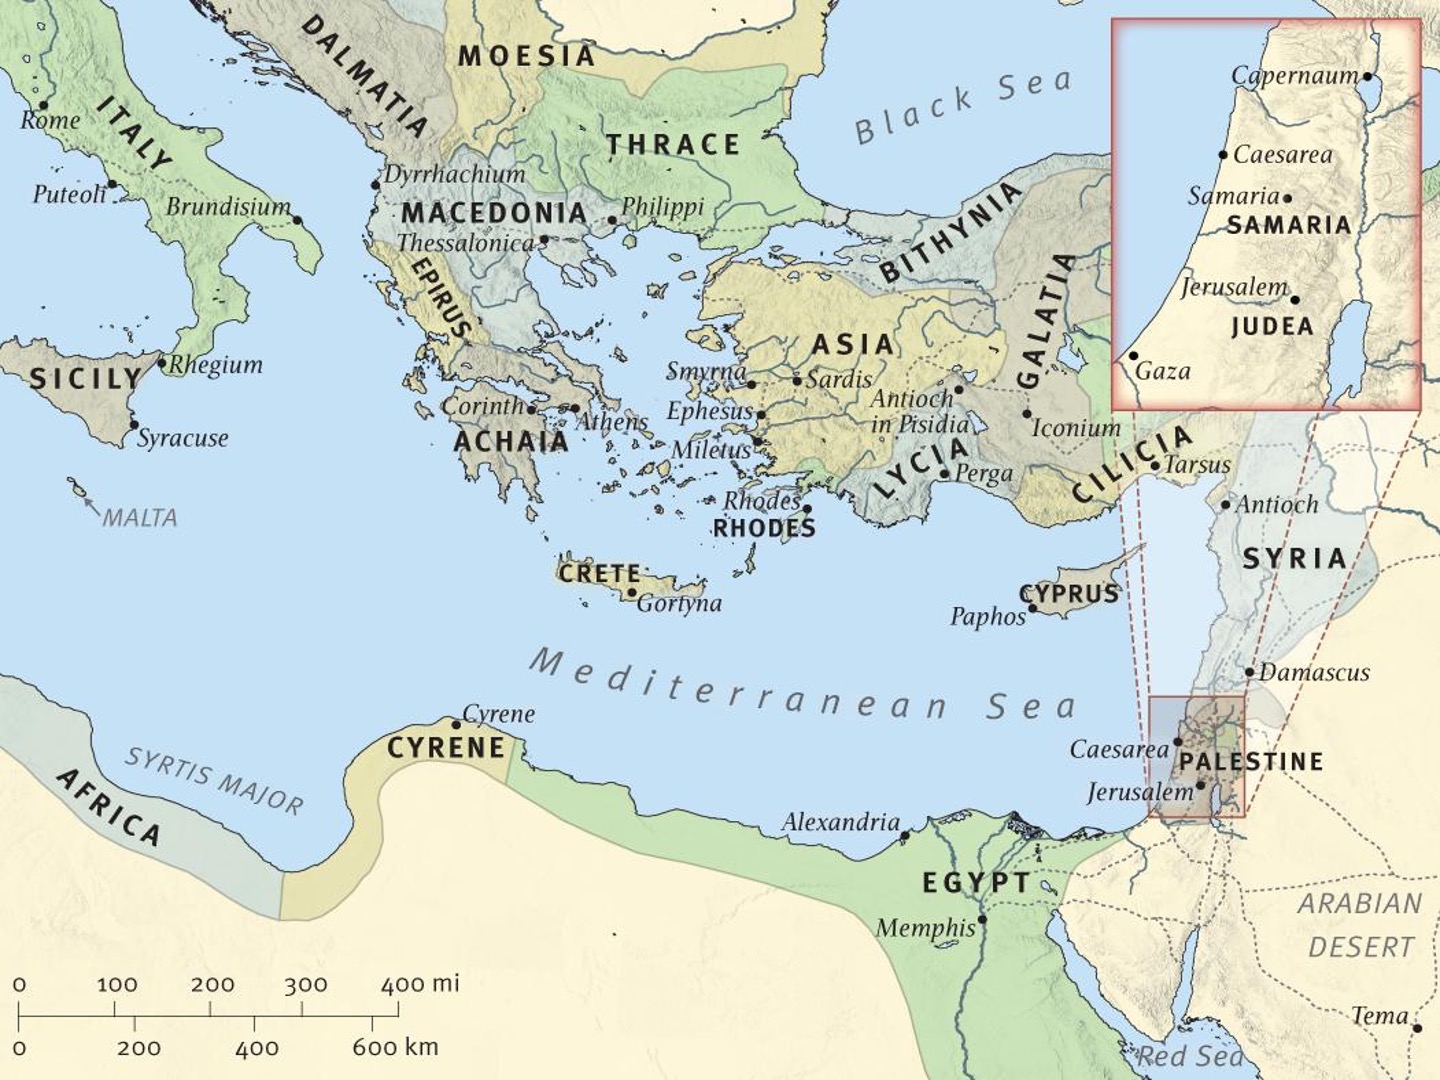 DALMATIA
MOESIA
Black Sea
ITALY
Rome
THRACE
Dyrrhachium
Puteoli
Brundisium
MACEDONIA
Philippi
Thessalonica
BITHYNIA
EPIRUS
GALATIA
ASIA
Rhegium
SICILY
Smyrna
Sardis
Antioch
in Pisidia
Corinth
Athens
Ephesus
Iconium
Syracuse
ACHAIA
Miletus
LYCIA
Perga
CILICIA
Tarsus
MALTA
Rhodes
RHODES
Antioch
SYRIA
CRETE
Gortyna
CYPRUS
Paphos
Mediterranean Sea
Damascus
Cyrene
CYRENE
SYRTIS MAJOR
AFRICA
Caesarea
PALESTINE
Jerusalem
Alexandria
EGYPT
Memphis
ARABIAN
DESERT
Tema
Red Sea
0 100 200 300 400 mi
0 200 400 600 km
Capernaum
Caesarea
Samaria
SAMARIA
Jerusalem
JUDEA
Gaza